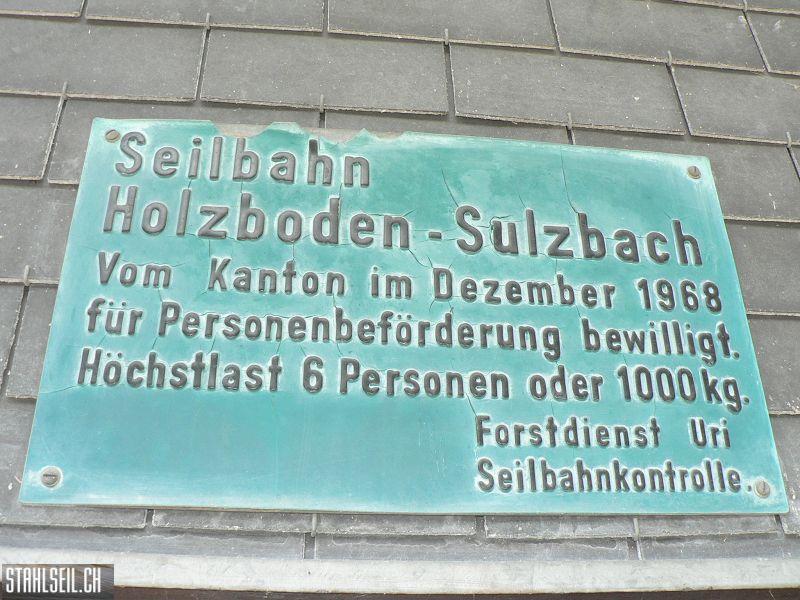 Seilbahn
Holzboden-Sulzbach
Vom Kanton im Dezember 1968
für Personenbeförderung bewilligt.
Höchstlast 6 Personen oder 1000 kg.
Forstdienst Uri
Seilbahnkontrolle.
STAHLSEIL.CH